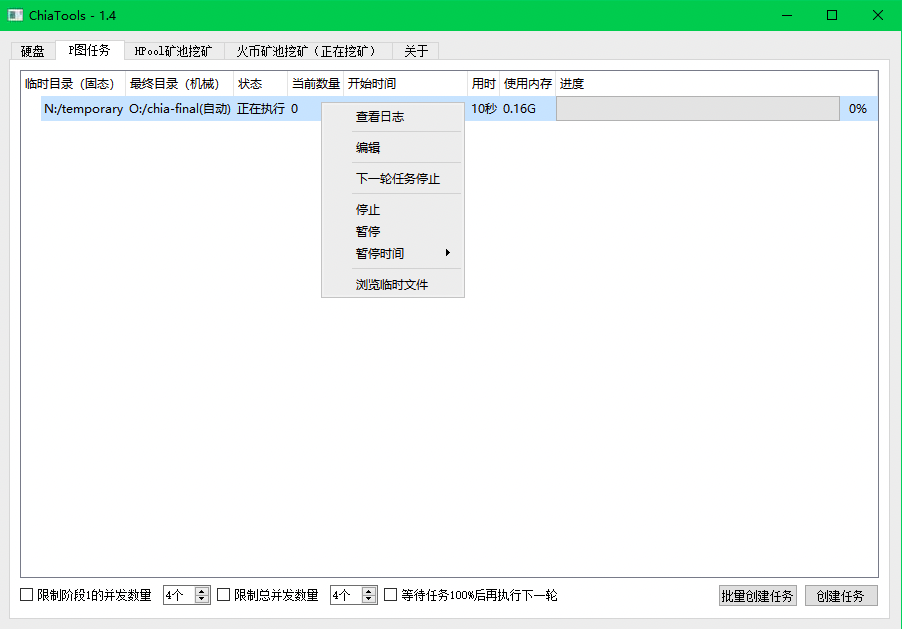 ChiaTools - 1.4
硬盘 P图任务 HPool矿池挖矿 火币矿池挖矿（正在挖矿） 关于
临时目录（固态） 最终目录（机械） 状态 当前数量 开始时间 用时 使用内存 进度
N:/temporary O:/chia-final(自动) 正在执行 0 10秒 0.16G 0%
查看日志
编辑
下一轮任务停止
停止
暂停
暂停时间
浏览临时文件
限制阶段1的并发数量 4个 限制总并发数量 4个 等待任务100%后再执行下一轮 批量创建任务 创建任务